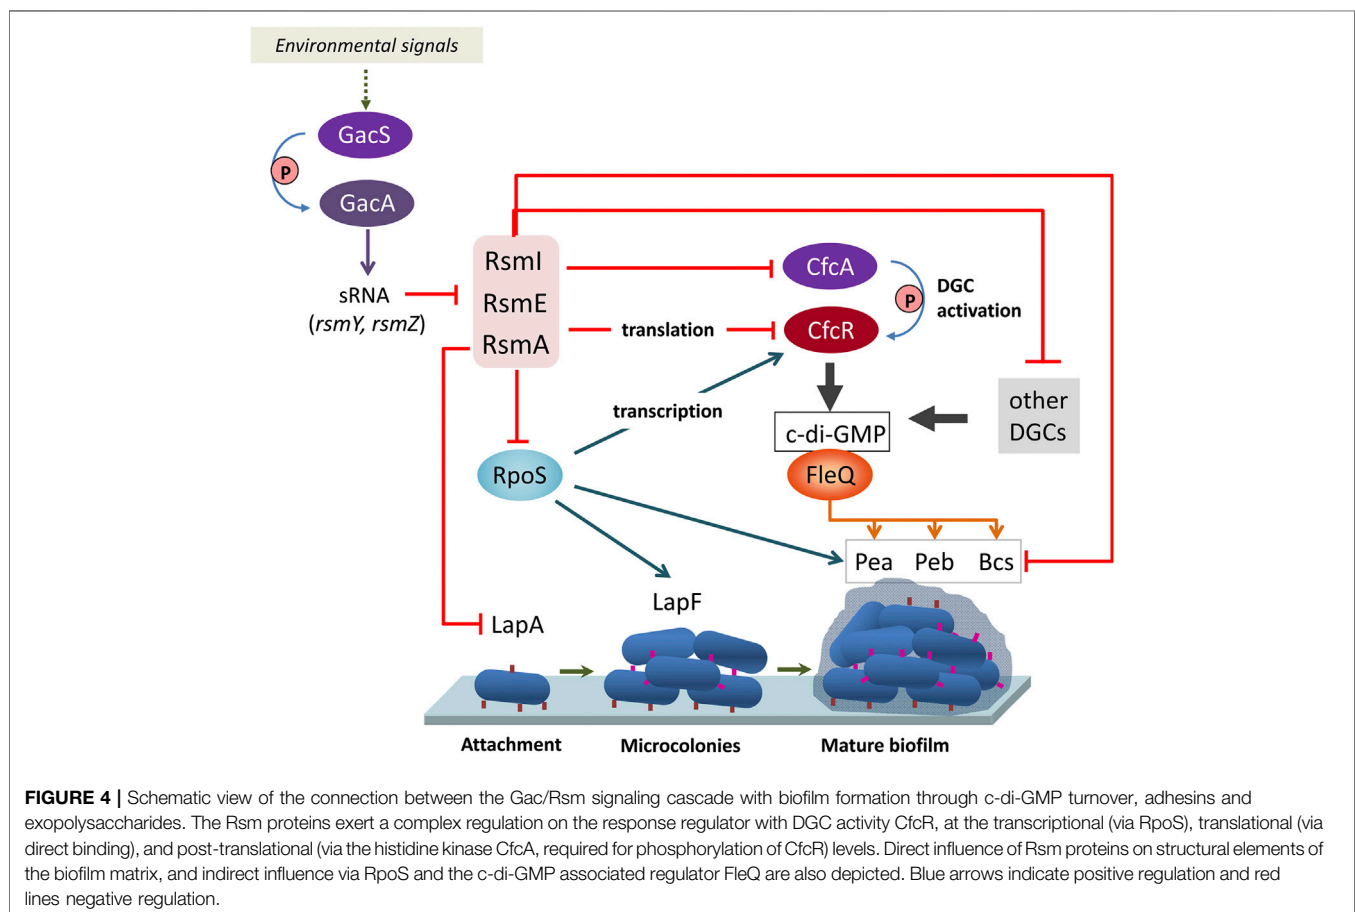 Environmental signals
GacS
P
GacA
sRNA
(rsmY, rsmZ)
RsmI
RsmE
RsmA
CfcA
P
DGC
activation
translation
CfcR
transcription
other
DGCs
c-di-GMP
FleQ
RpoS
Pea Peb Bcs
LapF
LapA
Attachment
Microcolonies
Mature biofilm
FIGURE 4 | Schematic view of the connection between the Gac/Rsm signaling cascade with biofilm formation through c-di-GMP turnover, adhesins and
exopolysaccharides. The Rsm proteins exert a complex regulation on the response regulator with DGC activity CfcR, at the transcriptional (via RpoS), translational (via
direct binding), and post-translational (via the histidine kinase CfcA, required for phosphorylation of CfcR) levels. Direct influence of Rsm proteins on structural elements of
the biofilm matrix, and indirect influence via RpoS and the c-di-GMP associated regulator FleQ are also depicted. Blue arrows indicate positive regulation and red
lines negative regulation.